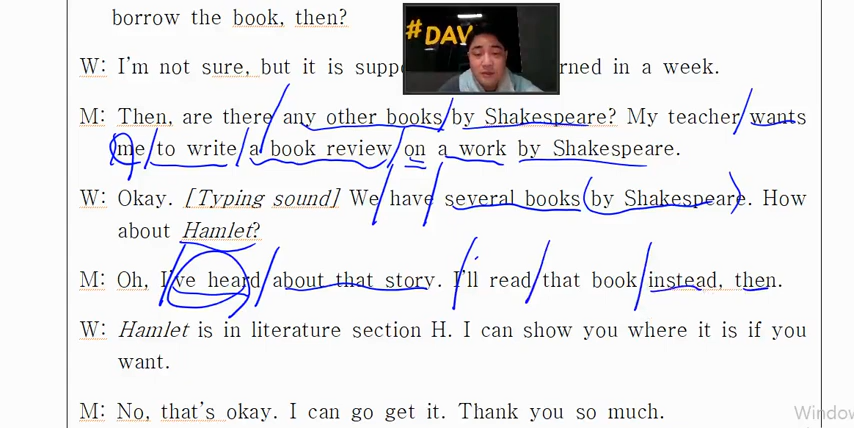 borrow the book, then?
#DAV
W: I'm not sure, but it is supp rned in a week.
M: Then, are there any other books by Shakespeare? My teacher wants
me to write a book review on a work by Shakespeare.
W: Okay. [Typing sound] We have several books by Shakespeare. How
about Hamlet?
M: Oh, I've heard about that story. I'll read that book instead, then.
W: Hamlet is in literature section H. I can show you where it is if you
want.
M: No, that's okay. I can go get it. Thank you so much.
Windo